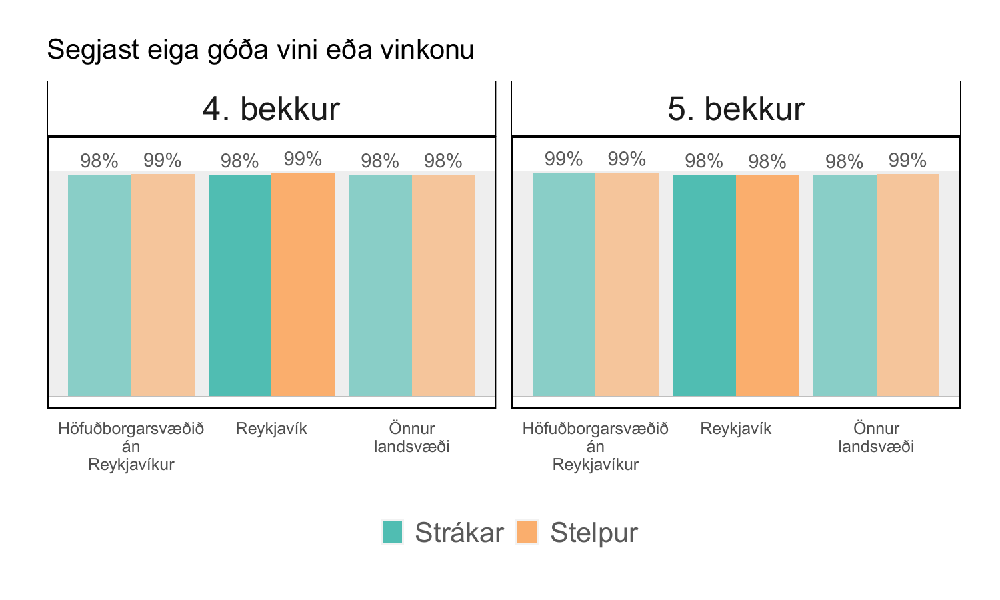 Segjast eiga góða vini eða vinkonu
4. bekkur
98% 99% 98% 99% 98% 98%
Höfuðborgarsvæðið
án
Reykjavíkur
Reykjavík
Önnur
landsvæði
5. bekkur
99% 99% 98% 98% 98% 99%
Höfuðborgarsvæðið
án
Reykjavíkur
Reykjavík
Önnur
landsvæði
Strákar Stelpur